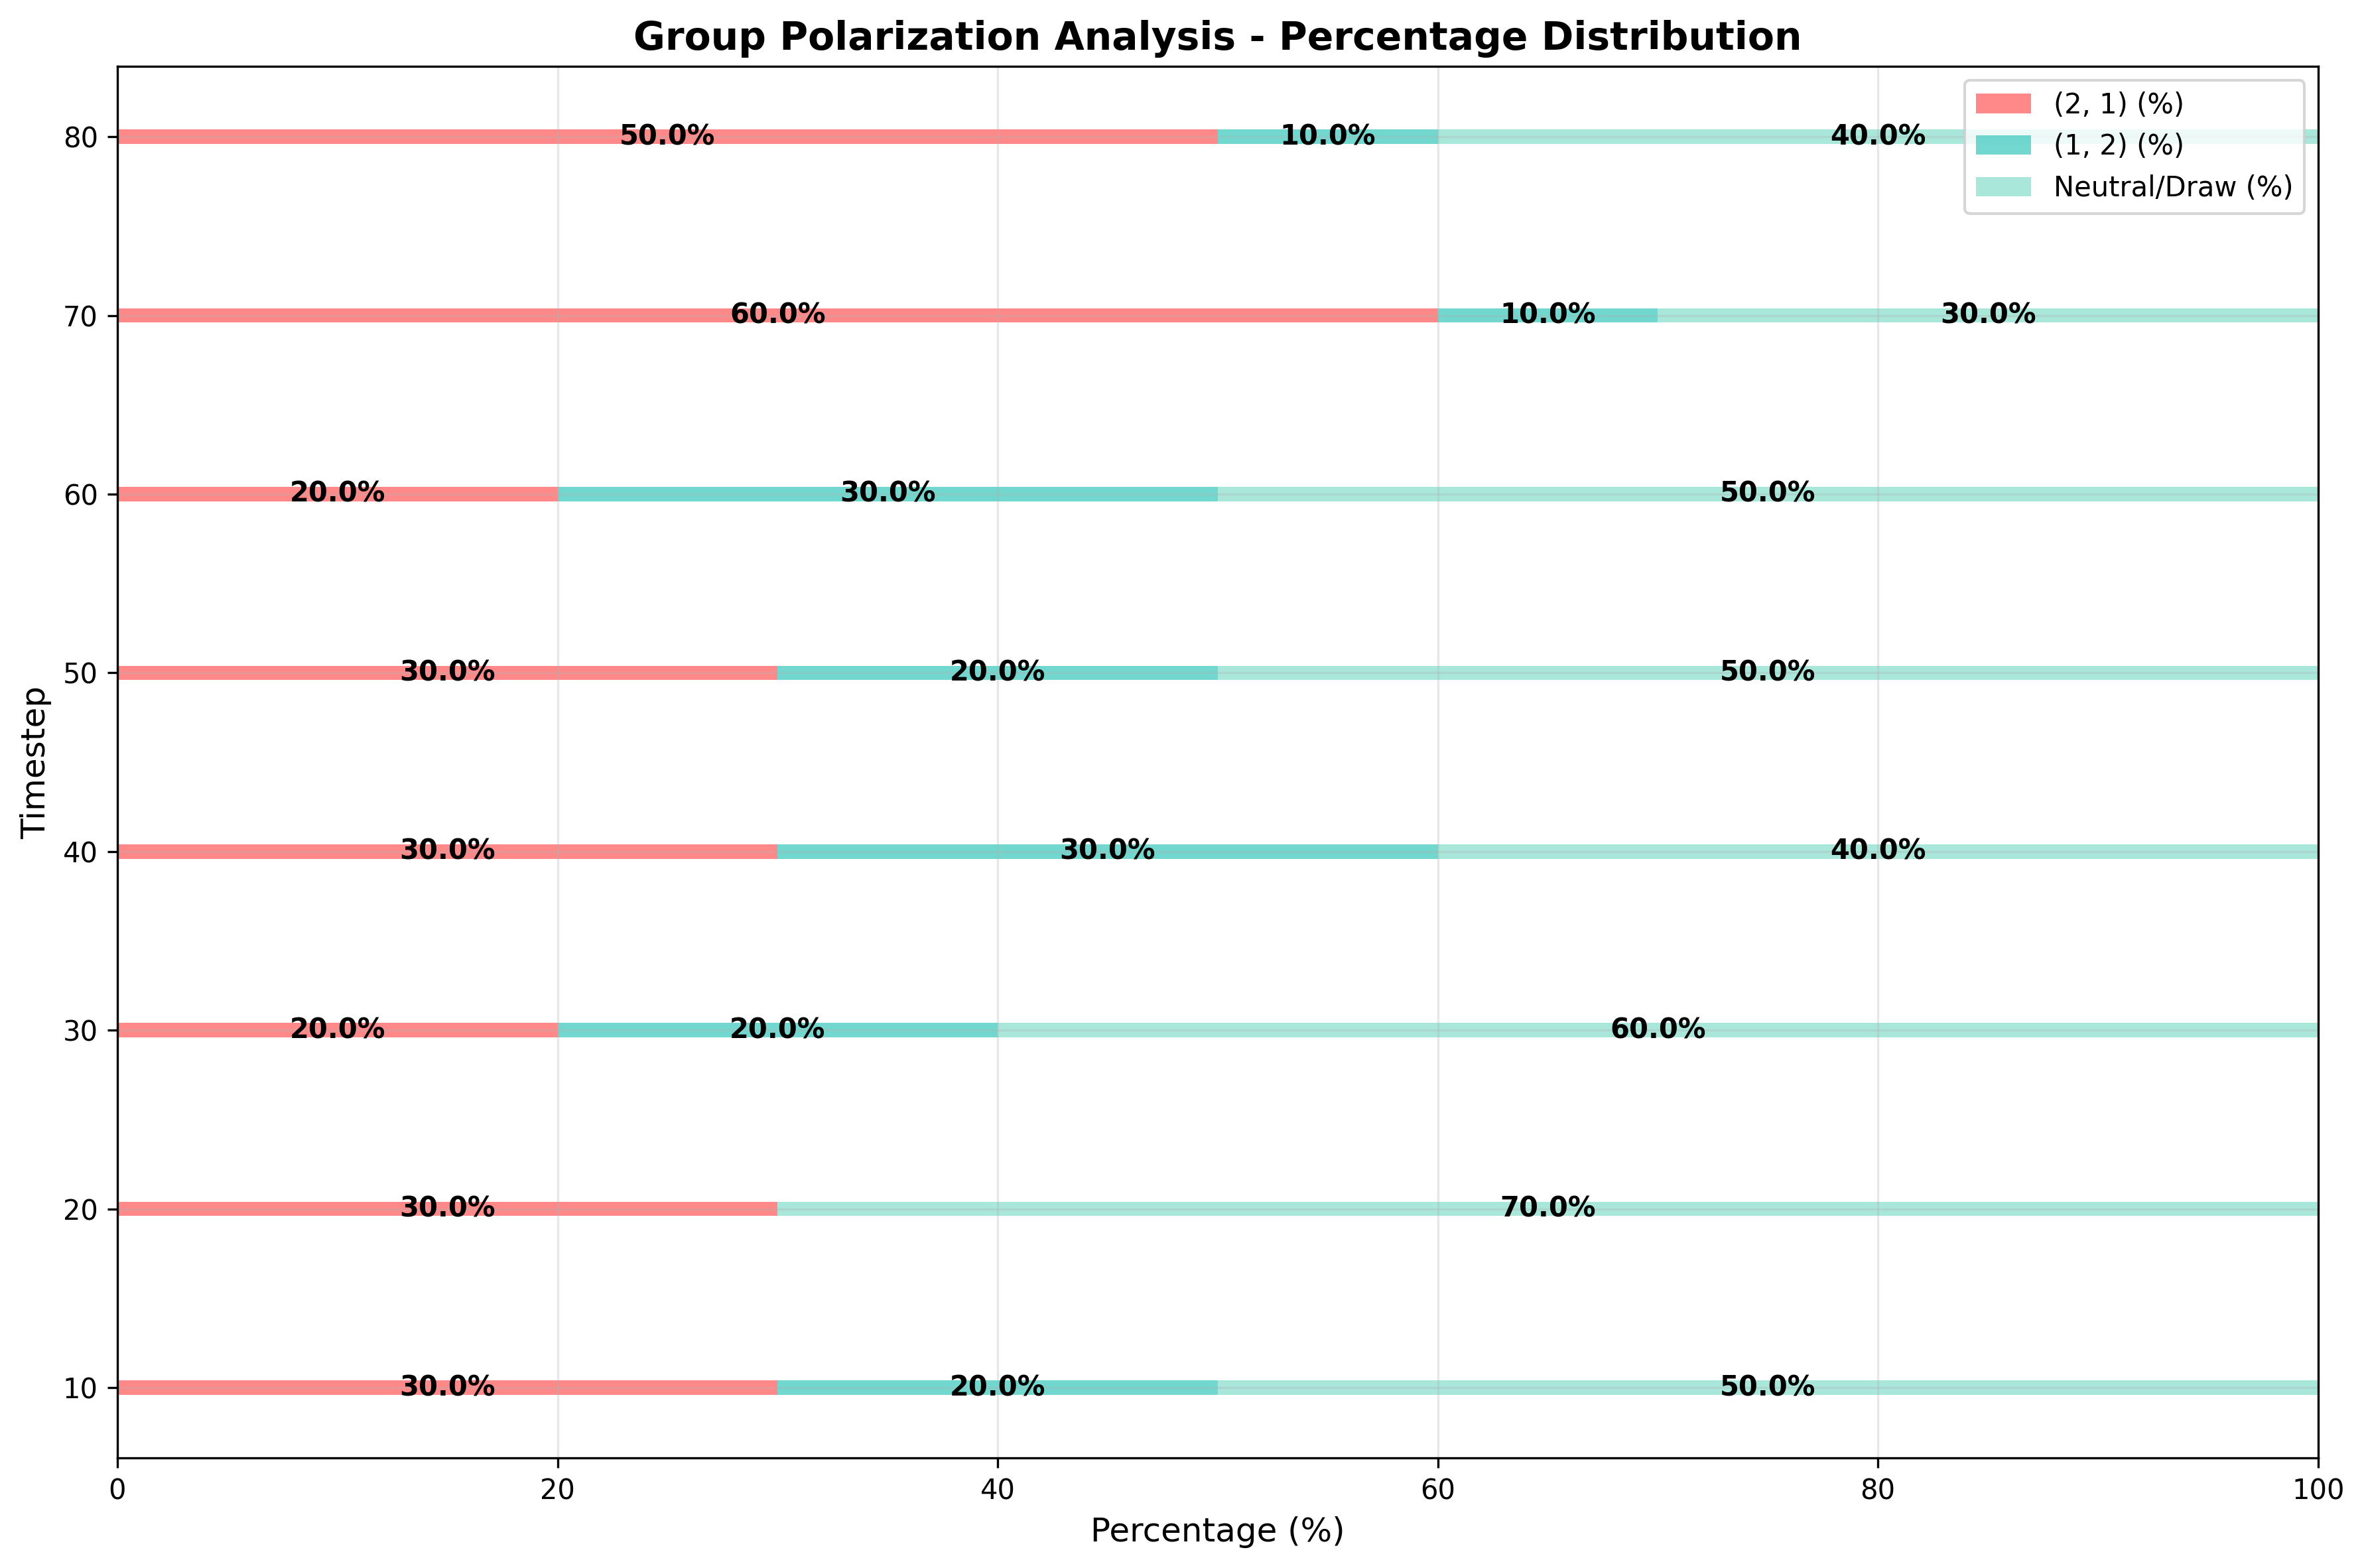 Group Polarization Analysis - Percentage Distribution
(2, 1) (%)
(1, 2) (%)
Neutral/Draw (%)
80
50.0% 10.0% 40.0%
70
60.0% 10.0% 30.0%
60
20.0% 30.0% 50.0%
50
30.0% 20.0% 50.0%
40
30.0% 30.0% 40.0%
30
20.0% 20.0% 60.0%
20
30.0% 70.0%
10
30.0% 20.0% 50.0%
Timestep
0 20 40 60 80 100
Percentage (%)